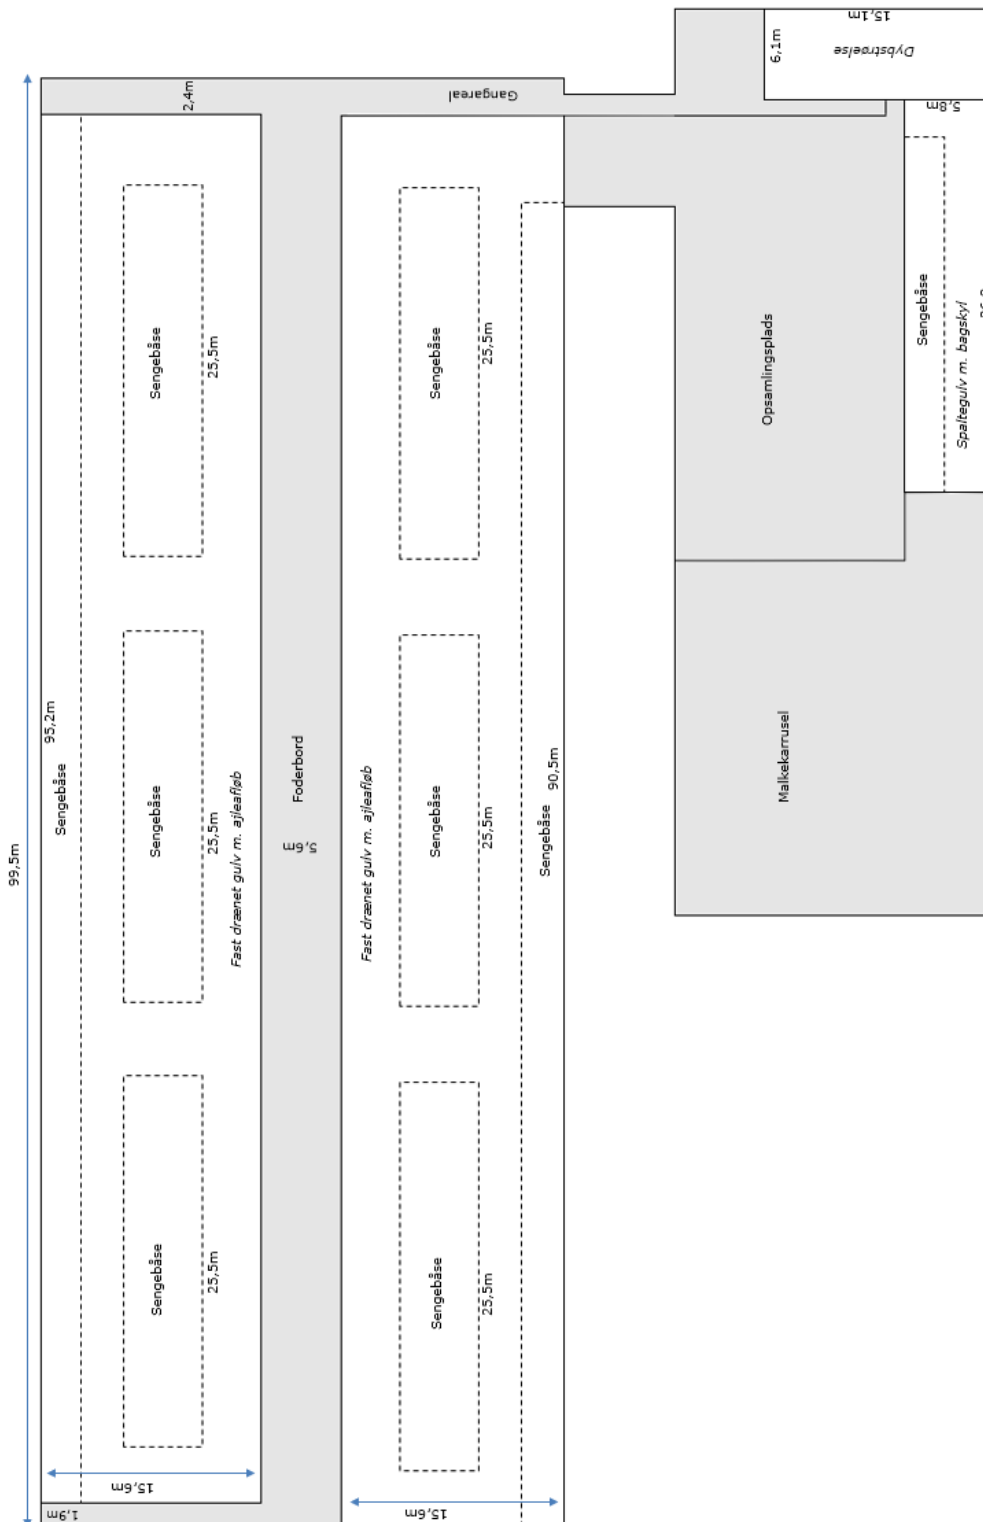 15,1m
6,1m
Dybstrøelse
2,4m
Gangareal
5,8m
Sengebåse
25,5m
Sengebåse
25,5m
Opsamlingsplads
Sengebåse
Spaltegulv m. bagskyl
99,5m
95,2m
Sengebåse
Sengebåse
25,5m
Fast drænet gulv m. ajleafløb
Foderbord
5,6m
Fast drænet gulv m. ajleafløb
Sengebåse
25,5m
90,5m
Sengebåse
Malkekarrusel
Sengebåse
25,5m
Sengebåse
25,5m
15,6m
1,9m
15,6m